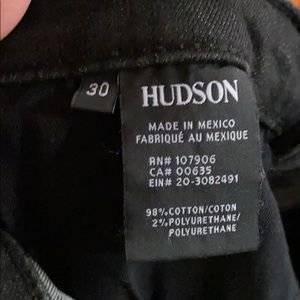 30
HUDSON
MADE IN MEXICO
FABRIQUÉ AU MEXIQUE
RN# 107906
CA# 00635
EIN# 20-3082491
98% COTTON/COTON
2% POLYURETHANE/
POLYURETHANE